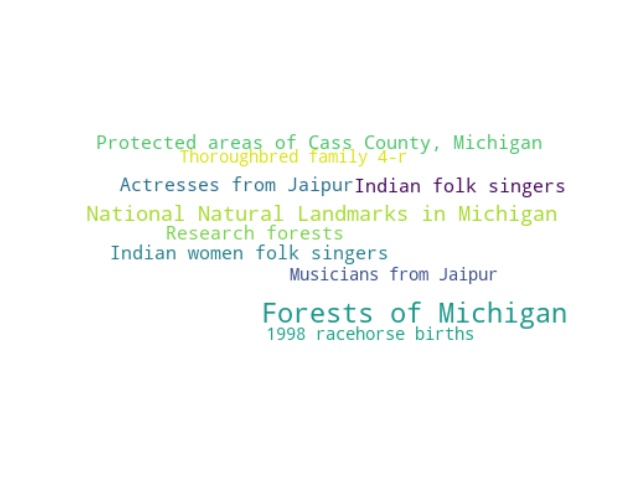 Protected areas of Cass County, Michigan
Thoroughbred family 4-r
Actresses from Jaipur
Indian folk singers
National Natural Landmarks in Michigan
Research forests
Indian women folk singers
Musicians from Jaipur
Forests of Michigan
1998 racehorse births